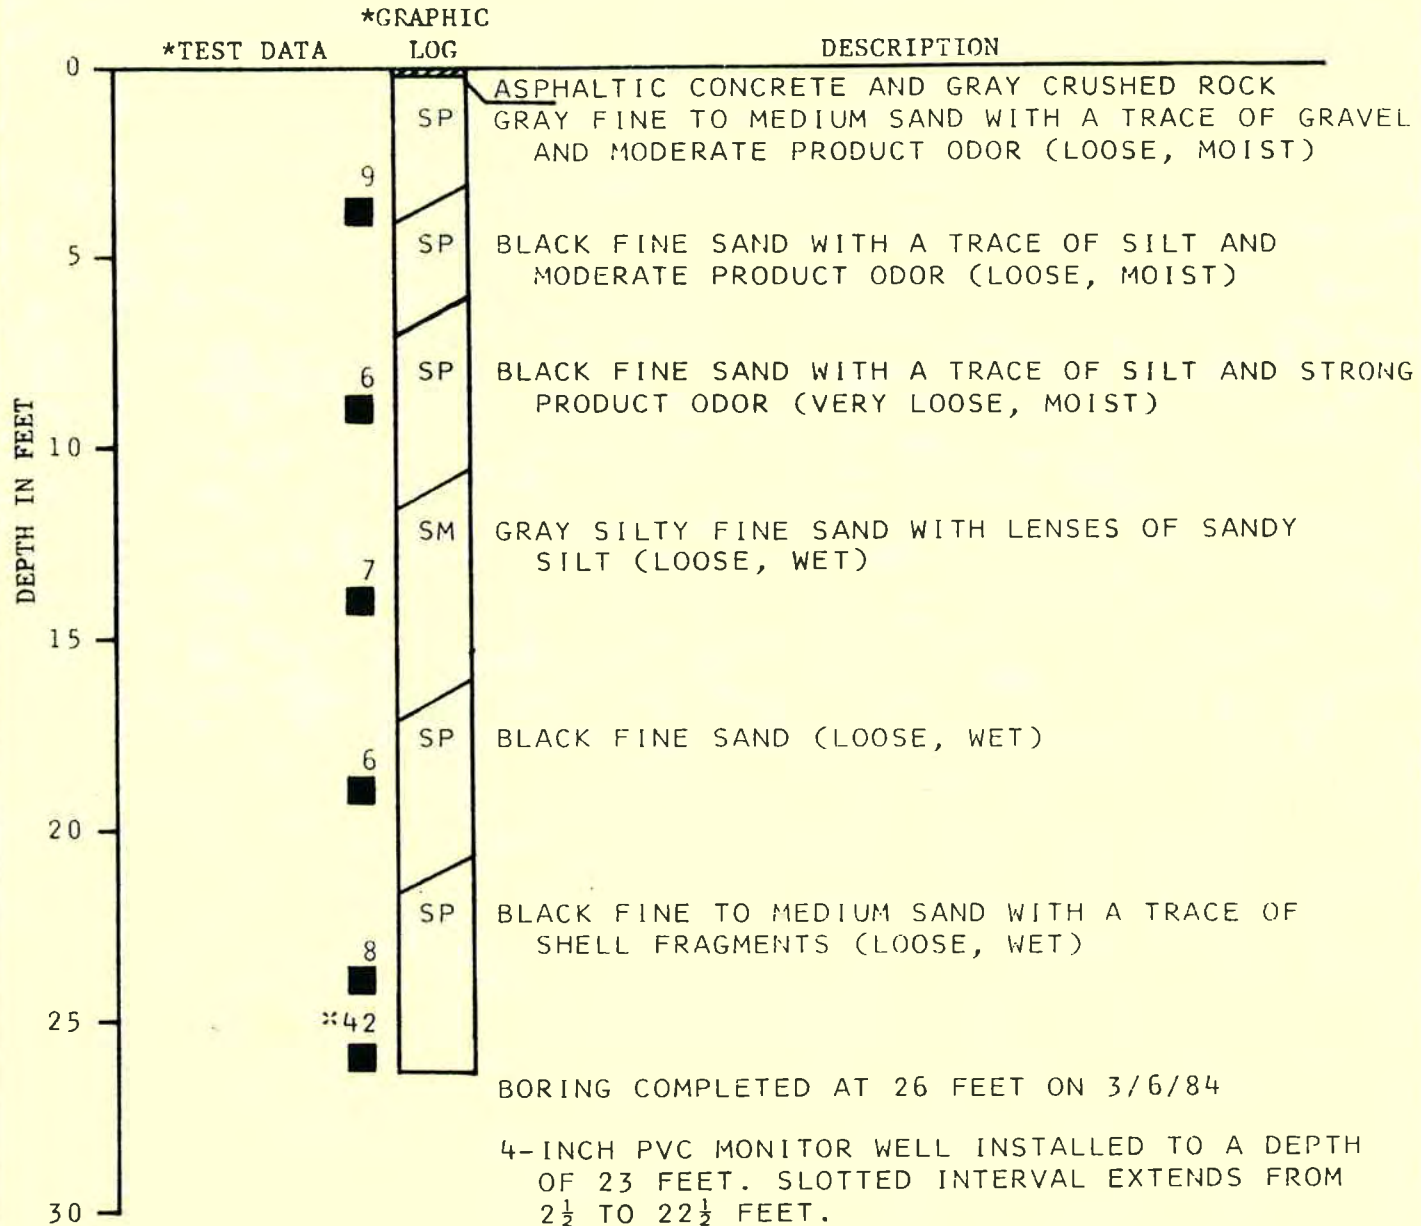 *GRAPHIC
*TEST DATA LOG DESCRIPTION
0
ASPHALTIC CONCRETE AND GRAY CRUSHED ROCK
SP GRAY FINE TO MEDIUM SAND WITH A TRACE OF GRAVEL
AND MODERATE PRODUCT ODOR (LOOSE, MOIST)
9
SP BLACK FINE SAND WITH A TRACE OF SILT AND
5
MODERATE PRODUCT ODOR (LOOSE, MOIST)
6 SP BLACK FINE SAND WITH A TRACE OF SILT AND STRONG
PRODUCT ODOR (VERY LOOSE, MOIST)
DEPTH IN FEET
10
SM GRAY SILTY FINE SAND WITH LENSES OF SANDY
SILT (LOOSE, WET)
7
15
SP BLACK FINE SAND (LOOSE, WET)
6
20
SP BLACK FINE TO MEDIUM SAND WITH A TRACE OF
SHELL FRAGMENTS (LOOSE, WET)
8
25 *42
BORING COMPLETED AT 26 FEET ON 3/6/84
4-INCH PVC MONITOR WELL INSTALLED TO A DEPTH
OF 23 FEET. SLOTTED INTERVAL EXTENDS FROM
30 2½ TO 22½ FEET.